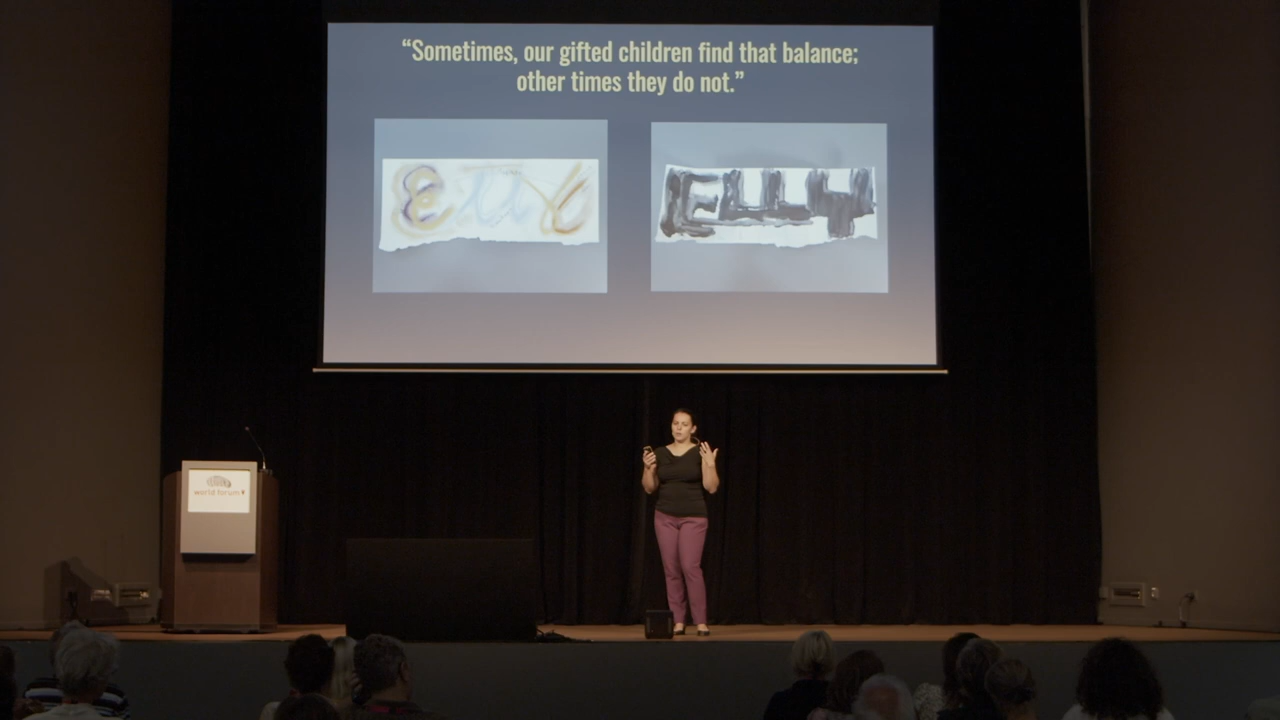 “Sometimes, our gifted children find that balance;
other times they do not.”
Elly
ELLY
world forum